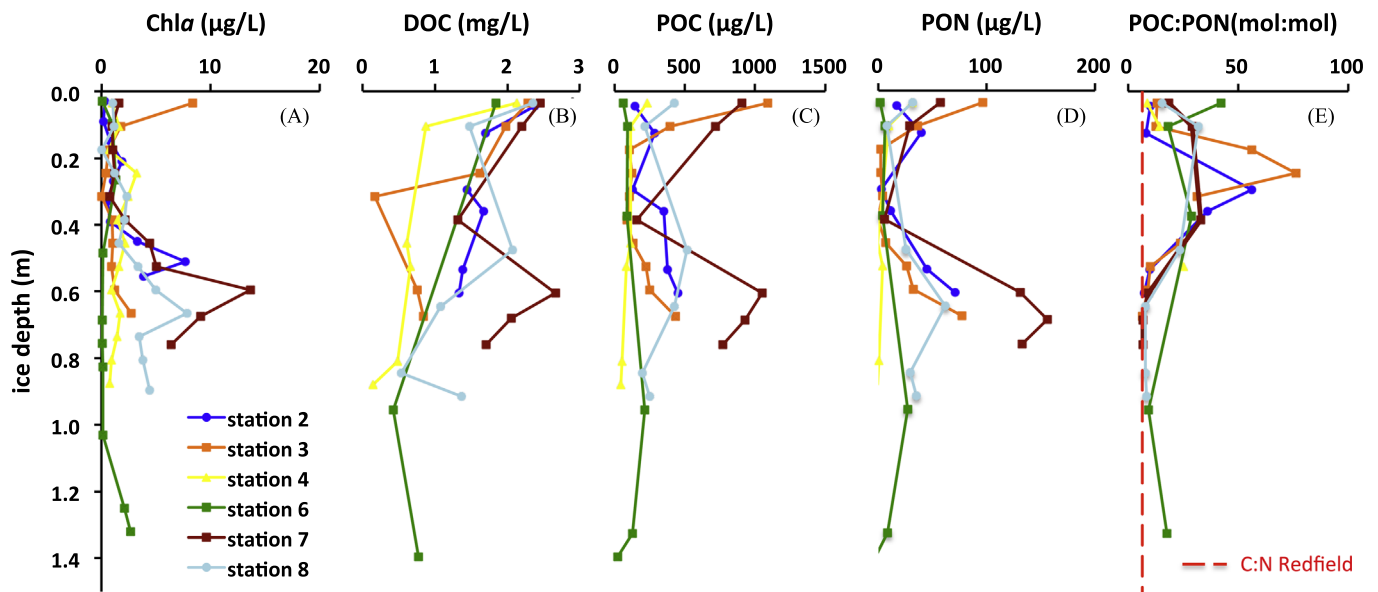 Chla (µg/L) DOC (mg/L) POC (µg/L) PON (µg/L) POC:PON(mol:mol)
0 10 20 0 1 2 3 0 500 1000 1500 0 100 200 0 50 100
(A) (B) (C) (D) (E)
ice depth (m)
0.0
0.2
0.4
0.6
0.8
1.0
1.2
1.4
station 2
station 3
station 4
station 6
station 7
station 8
C:N Redfield